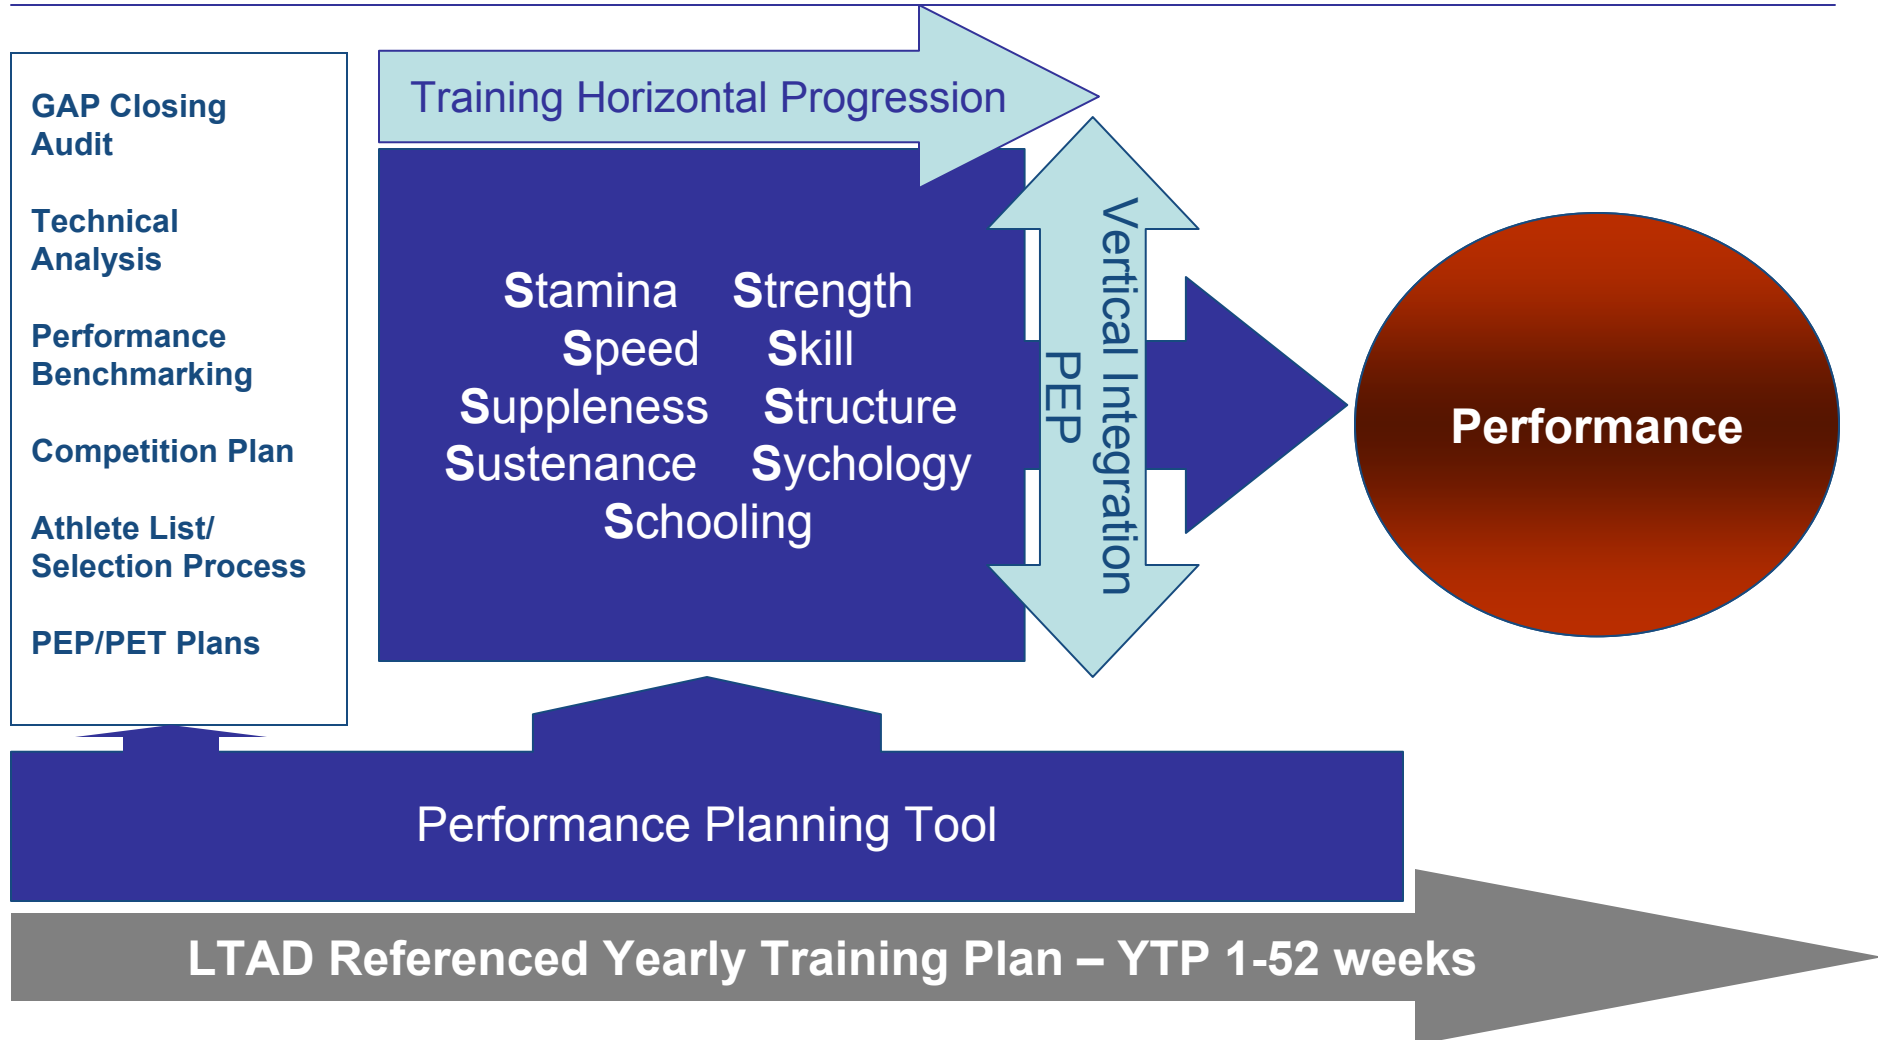 GAP Closing
Audit
Technical
Analysis
Performance
Benchmarking
Competition Plan
Athlete List/
Selection Process
PEP/PET Plans
Training Horizontal Progression
Stamina Strength
Speed Skill
Suppleness Structure
Sustenance Sychology
Schooling
Vertical Integration
PEP
Performance
Performance Planning Tool
LTAD Referenced Yearly Training Plan – YTP 1-52 weeks